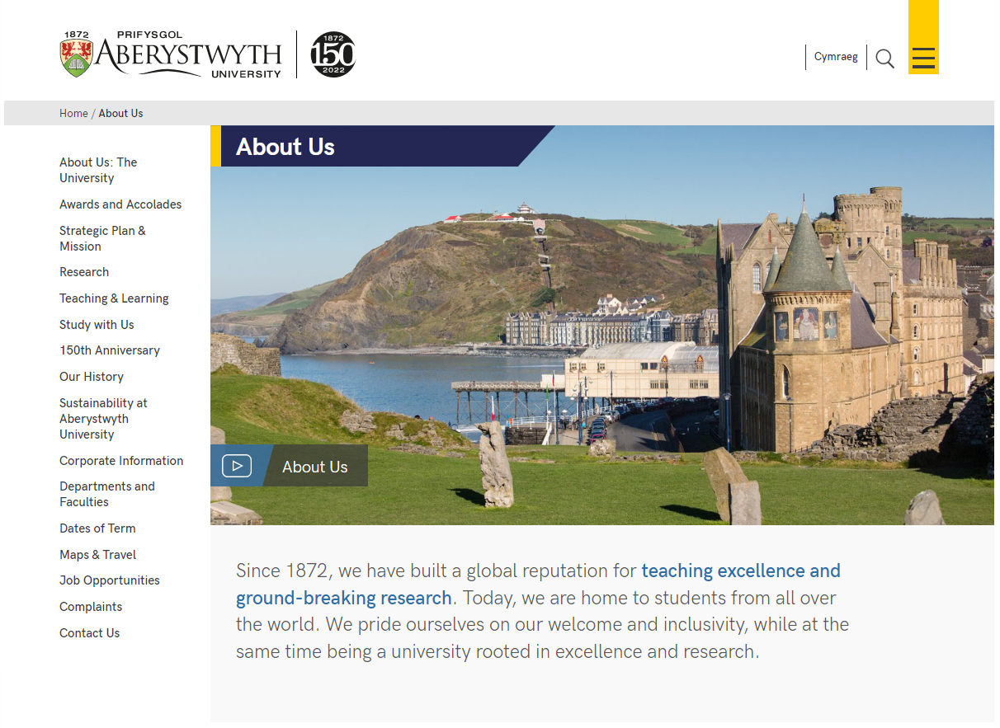 1872
PRIFYSGOL
ABERYSTWYTH
UNIVERSITY
1872
150
2022
Cymraeg
Home / About Us
About Us
About Us: The
University
Awards and Accolades
Strategic Plan &
Mission
Research
Teaching & Learning
Study with Us
150th Anniversary
Our History
Sustainability at
Aberystwyth
University
Corporate Information
Departments and
Faculties
Dates of Term
Maps & Travel
Job Opportunities
Complaints
Contact Us
About Us
Since 1872, we have built a global reputation for teaching excellence and
ground-breaking research. Today, we are home to students from all over
the world. We pride ourselves on our welcome and inclusivity, while at the
same time being a university rooted in excellence and research.